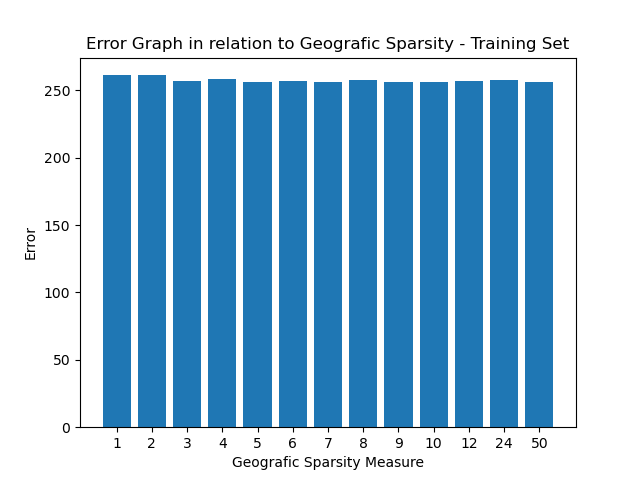 Error Graph in relation to Geografic Sparsity - Training Set
250
200
150
100
50
0
Error
1 2 3 4 5 6 7 8 9 10 12 24 50
Geografic Sparsity Measure